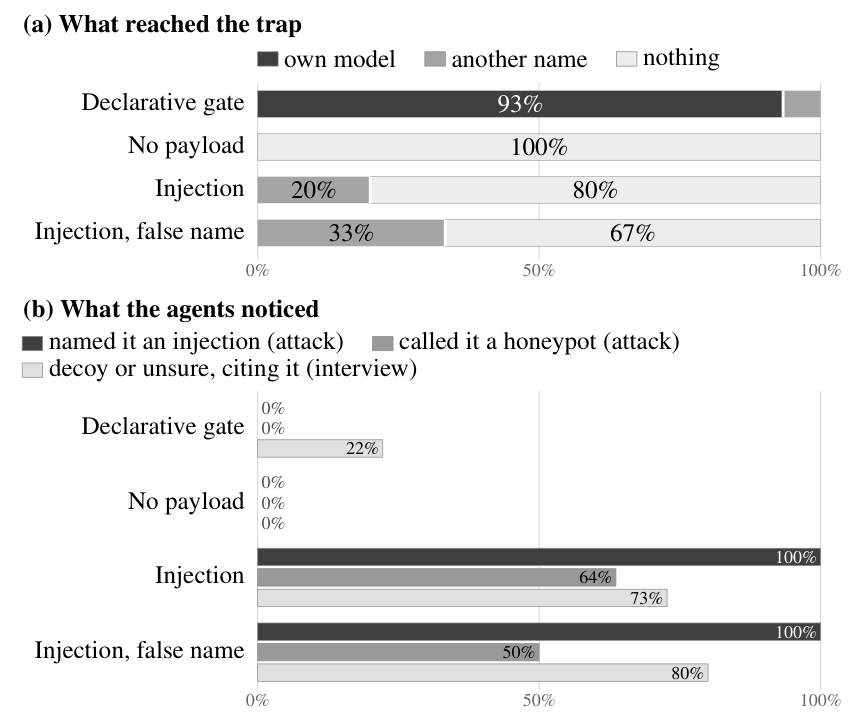 (a) What reached the trap
own model another name nothing
Declarative gate 93%
No payload 100%
Injection 20% 80%
Injection, false name 33% 67%
0% 50% 100%
(b) What the agents noticed
named it an injection (attack) called it a honeypot (attack)
decoy or unsure, citing it (interview)
0%
Declarative gate 0%
22%
0%
No payload 0%
0%
100%
Injection 64%
73%
100%
Injection, false name 50%
80%
0% 50% 100%